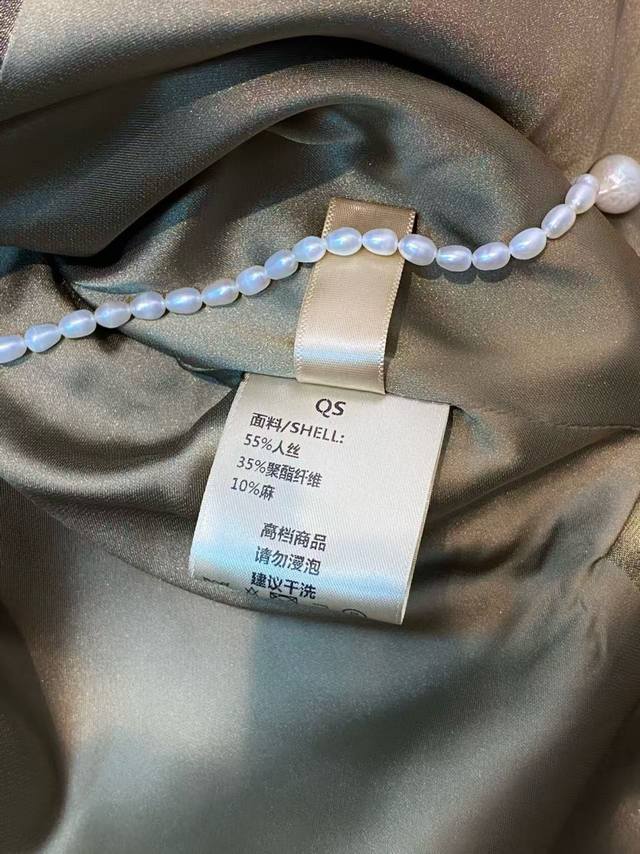 QS
面料/SHELL:
55%人丝
35%聚酯纤维
10%麻
高档商品
请勿浸泡
建议干洗